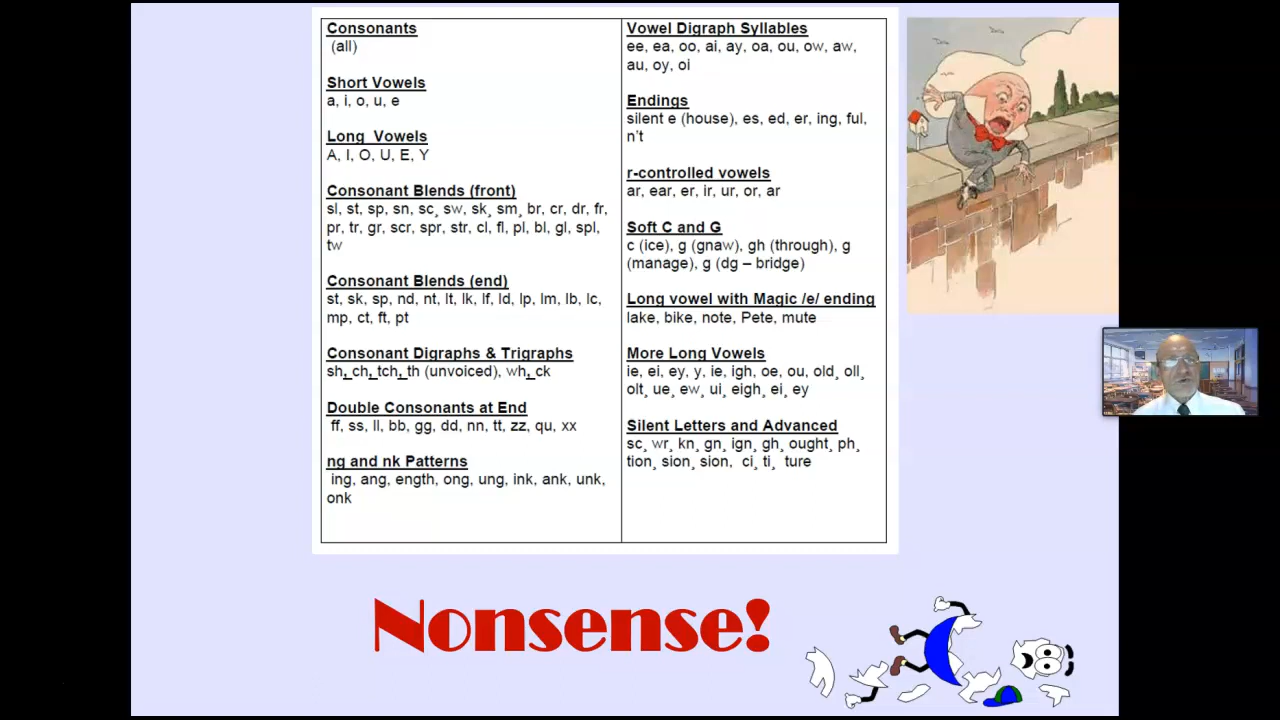 Consonants
(all)
Short Vowels
a, i, o, u, e
Long Vowels
A, I, O, U, E, Y
Consonant Blends (front)
sl, st, sp, sn, sc, sw, sk, sm, br, cr, dr, fr,
pr, tr, gr, scr, spr, str, cl, fl, pl, bl, gl, spl,
tw
Consonant Blends (end)
st, sk, sp, nd, nt, lt, lk, lf, ld, lp, lm, lb, lc,
mp, ct, ft, pt
Consonant Digraphs & Trigraphs
sh, ch, tch, th (unvoiced), wh, ck
Double Consonants at End
ff, ss, ll, bb, gg, dd, nn, tt, zz, qu, xx
ng and nk Patterns
ing, ang, ength, ong, ung, ink, ank, unk,
onk
Vowel Digraph Syllables
ee, ea, oo, ai, ay, oa, ou, ow, aw,
au, oy, oi
Endings
silent e (house), es, ed, er, ing, ful,
n't
r-controlled vowels
ar, ear, er, ir, ur, or, ar
Soft C and G
c (ice), g (gnaw), gh (through), g
(manage), g (dg – bridge)
Long vowel with Magic /e/ ending
lake, bike, note, Pete, mute
More Long Vowels
ie, ei, ey, y, ie, igh, oe, ou, old, oll,
olt, ue, ew, ui, eigh, ei, ey
Silent Letters and Advanced
sc, wr, kn, gn, ign, gh, ought, ph,
tion, sion, sion, ci, ti, ture
Nonsense!